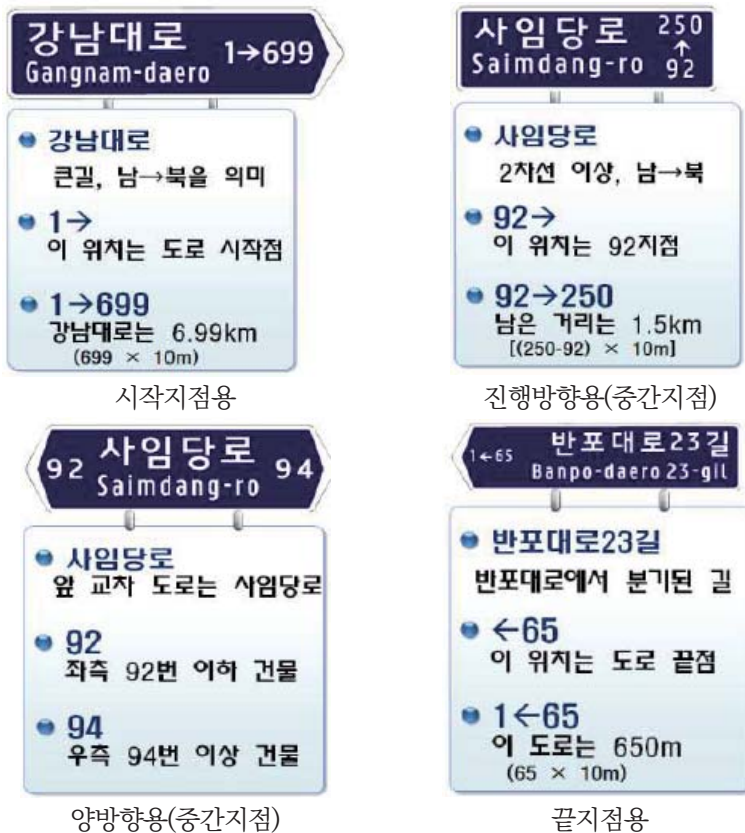 강남대로 1→699
Gangnam-daero
강남대로
큰길, 남→북을 의미
1→
이 위치는 도로 시작점
1→699
강남대로는 6.99km
(699 × 10m)
시작지점용
사임당로 250
↑
Saimdang-ro 92
사임당로
2차선 이상, 남→북
92→
이 위치는 92지점
92→250
남은 거리는 1.5km
[(250-92) × 10m]
진행방향용(중간지점)
92 사임당로 94
Saimdang-ro
사임당로
앞 교차 도로는 사임당로
92
좌측 92번 이하 건물
94
우측 94번 이상 건물
양방향용(중간지점)
1←65 반포대로23길
Banpo-daero 23-gil
반포대로23길
반포대로에서 분기된 길
←65
이 위치는 도로 끝점
1←65
이 도로는 650m
(65 × 10m)
끝지점용